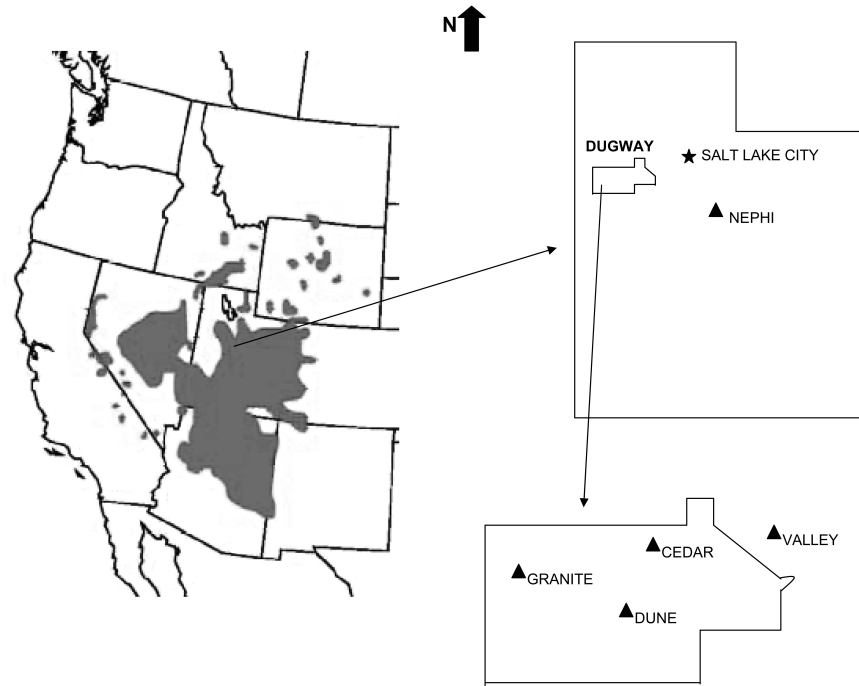 N
DUGWAY
SALT LAKE CITY
NEPHI
VALLEY
CEDAR
GRANITE
DUNE